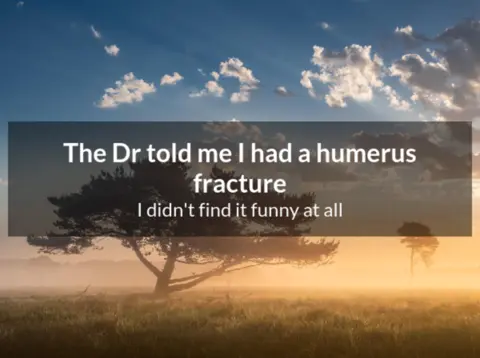 The Dr told me I had a humerus
fracture
I didn't find it funny at all